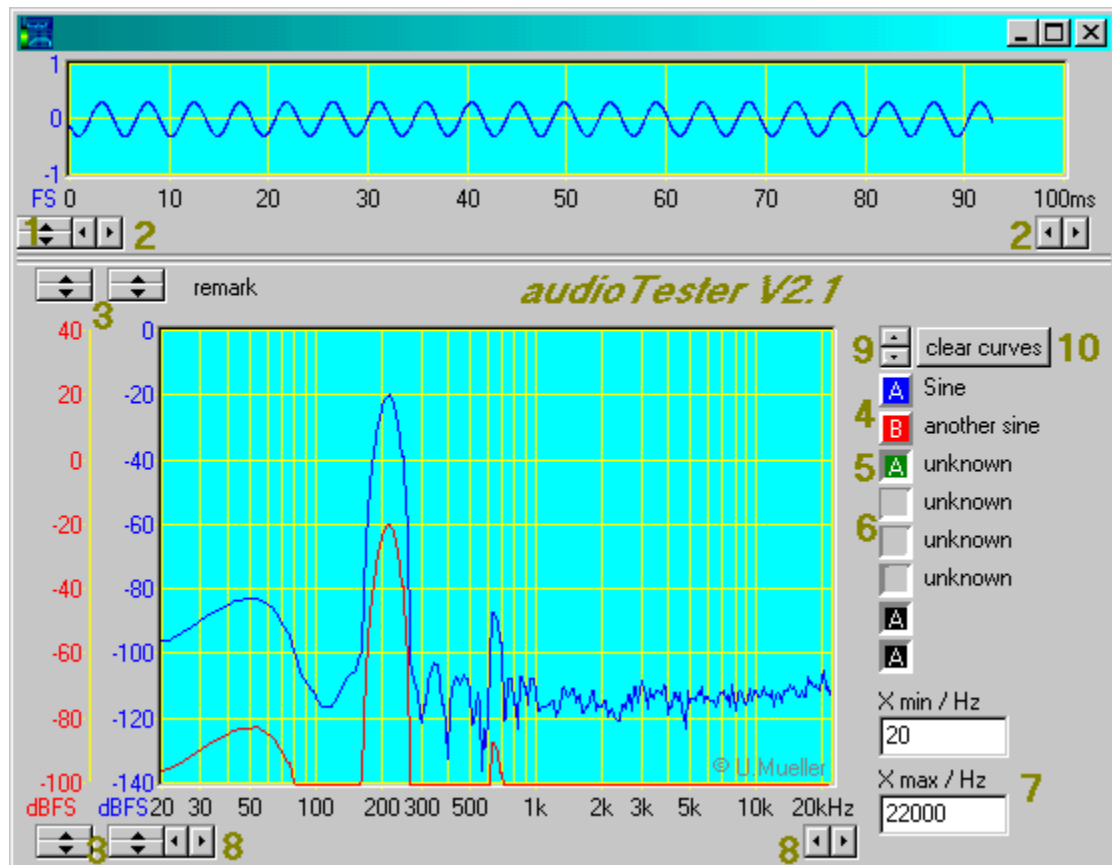 1
0
-1
FS 0 10 20 30 40 50 60 70 80 90 100ms
1 2 2
3 remark audioTester V2.1
40 0
20 -20
0 -40
-20 -60
-40 -80
-60 -100
-80 -120
-100 -140
dBFS dBFS 20 30 50 100 200 300 500 1k 2k 3k 5k 10k 20kHz
© U.Mueller
9 clear curves 10
4 A Sine
B another sine
5 A unknown
unknown
6 unknown
unknown
A
A
X min / Hz
20
7
X max / Hz
22000
3 8 8